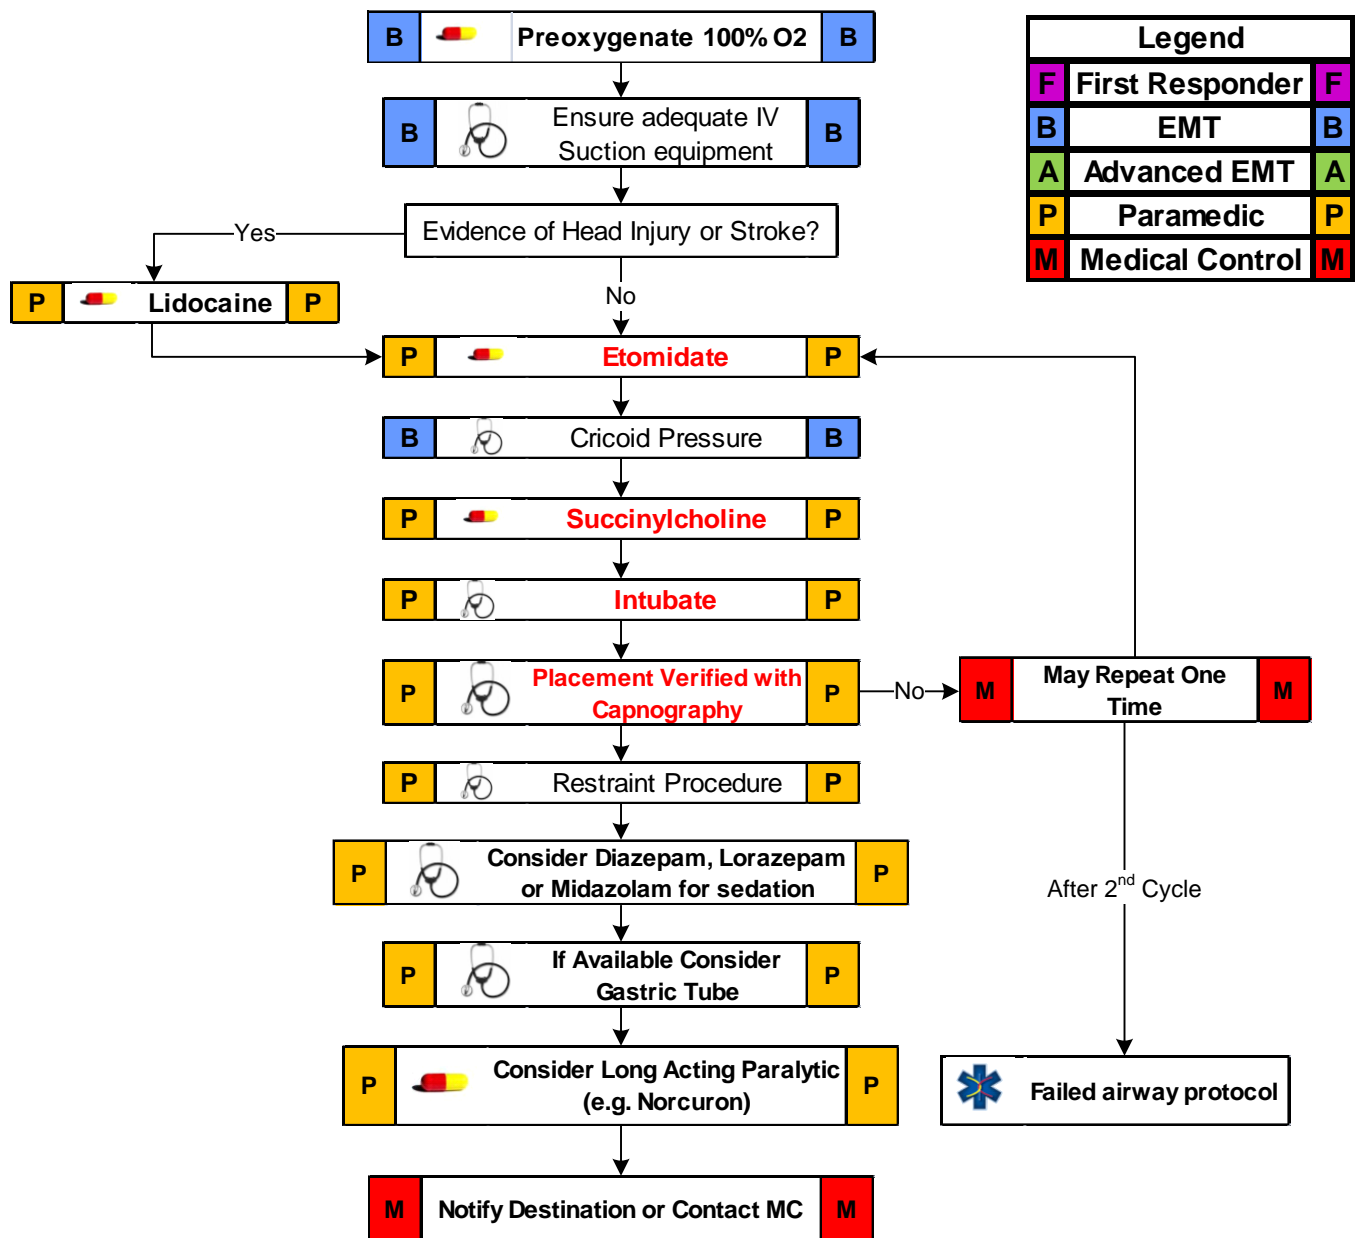 B Preoxygenate 100% O2 B
B Ensure adequate IV B
Suction equipment
Evidence of Head Injury or Stroke?
Yes
No
P Lidocaine P
P Etomidate P
B Cricoid Pressure B
P Succinylcholine P
P Intubate P
P Placement Verified with P
Capnography
No
M May Repeat One M
Time
P Restraint Procedure P
P Consider Diazepam, Lorazepam P
or Midazolam for sedation
After 2nd Cycle
P If Available Consider P
Gastric Tube
P Consider Long Acting Paralytic P
(e.g. Norcuron)
Failed airway protocol
M Notify Destination or Contact MC M
Legend
F First Responder F
B EMT B
A Advanced EMT A
P Paramedic P
M Medical Control M